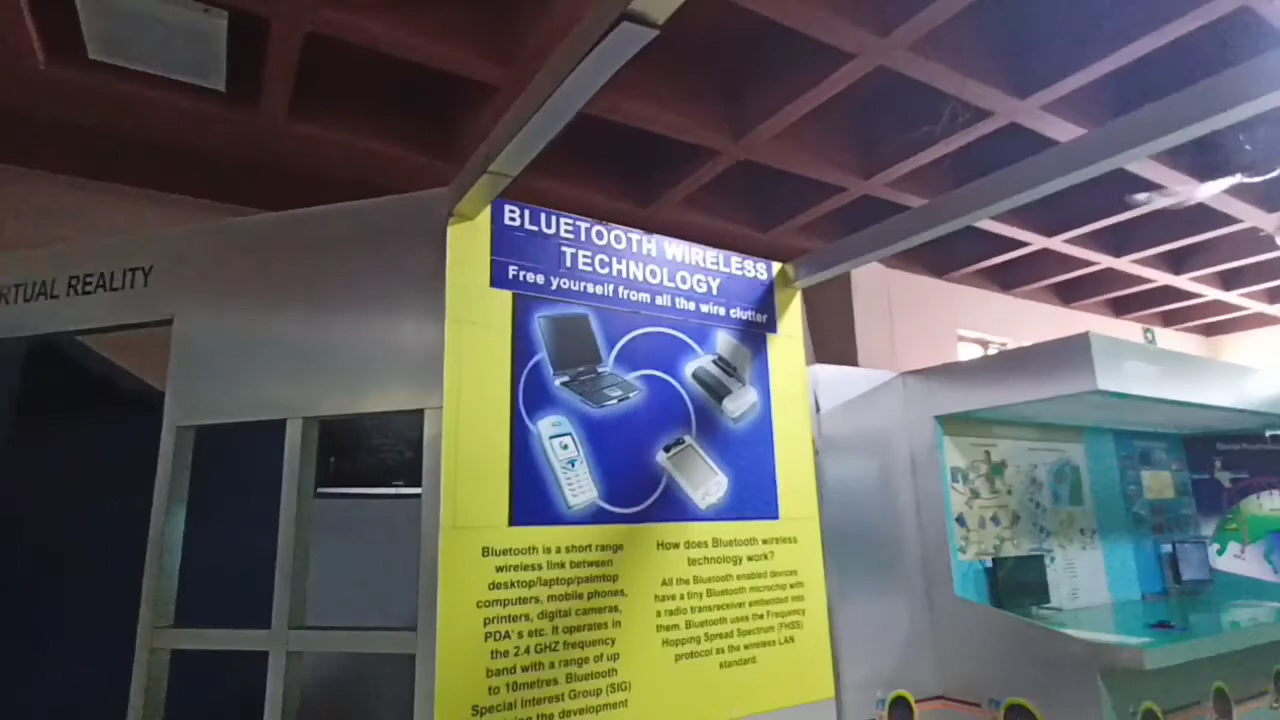 RTUAL REALITY
BLUETOOTH WIRELESS
TECHNOLOGY
Free yourself from all the wire clutter
Bluetooth is a short range
wireless link between
desktop/laptop/palmtop
computers, mobile phones,
printers, digital cameras,
PDA's etc. It operates in
the 2.4 GHZ frequency
band with a range of up
to 10metres. Bluetooth
Special Interest Group (SIG)
the development
How does Bluetooth wireless
technology work?
All the Bluetooth enabled devices
have a tiny Bluetooth microchip with
a radio transreceiver embedded into
them. Bluetooth uses the Frequency
Hopping Spread Spectrum (FHSS)
protocol as the wireless LAN
standard.